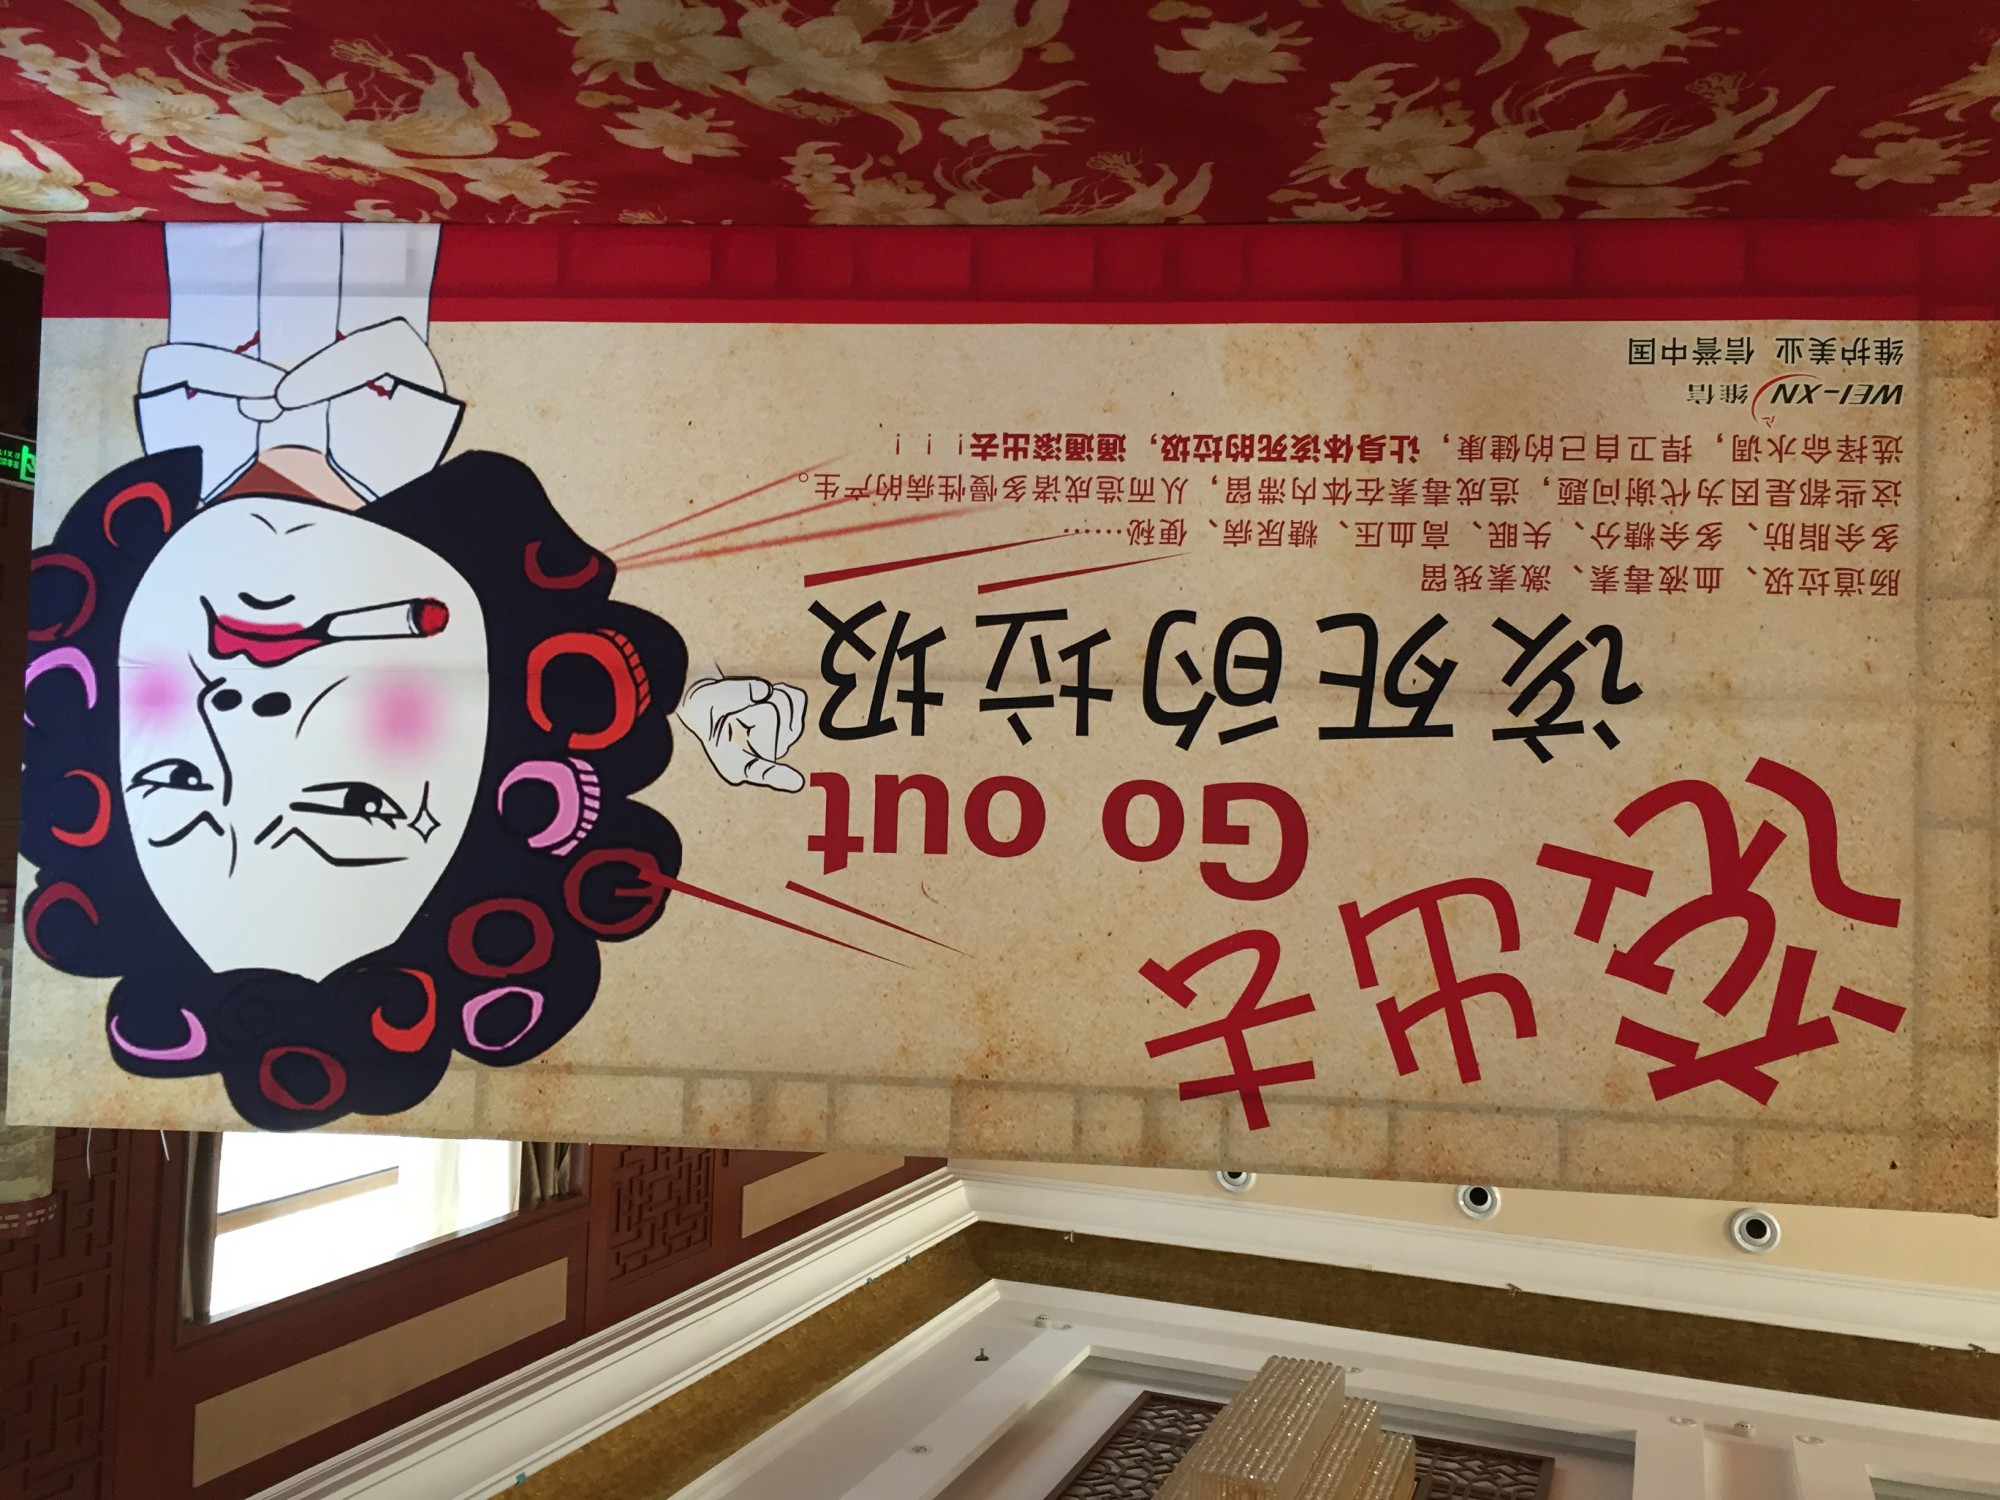 滚出去
Go out
该死的垃圾
肠道垃圾、血液毒素、激素残留
多余脂肪、多余糖分、失眠、高血压、糖尿病、便秘……
这些都是因为代谢问题，造成毒素在体内滞留，从而造成诸多慢性病的产生。
选择命水调，捍卫自己的健康，让身体该死的垃圾，通通滚出去！！！
WEI-XN 维信
维护美业 信誉中国